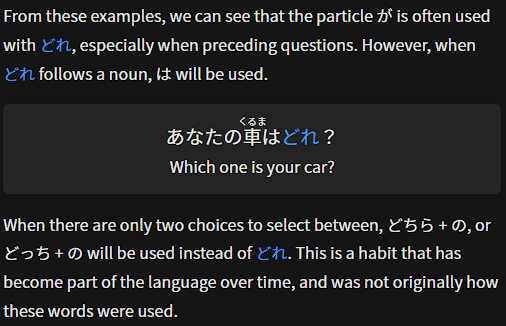 From these examples, we can see that the particle が is often used
with どれ, especially when preceding questions. However, when
どれ follows a noun, は will be used.
くるま
あなたの車はどれ？
Which one is your car?
When there are only two choices to select between, どちら + の, or
どっち + の will be used instead of どれ. This is a habit that has
become part of the language over time, and was not originally how
these words were used.